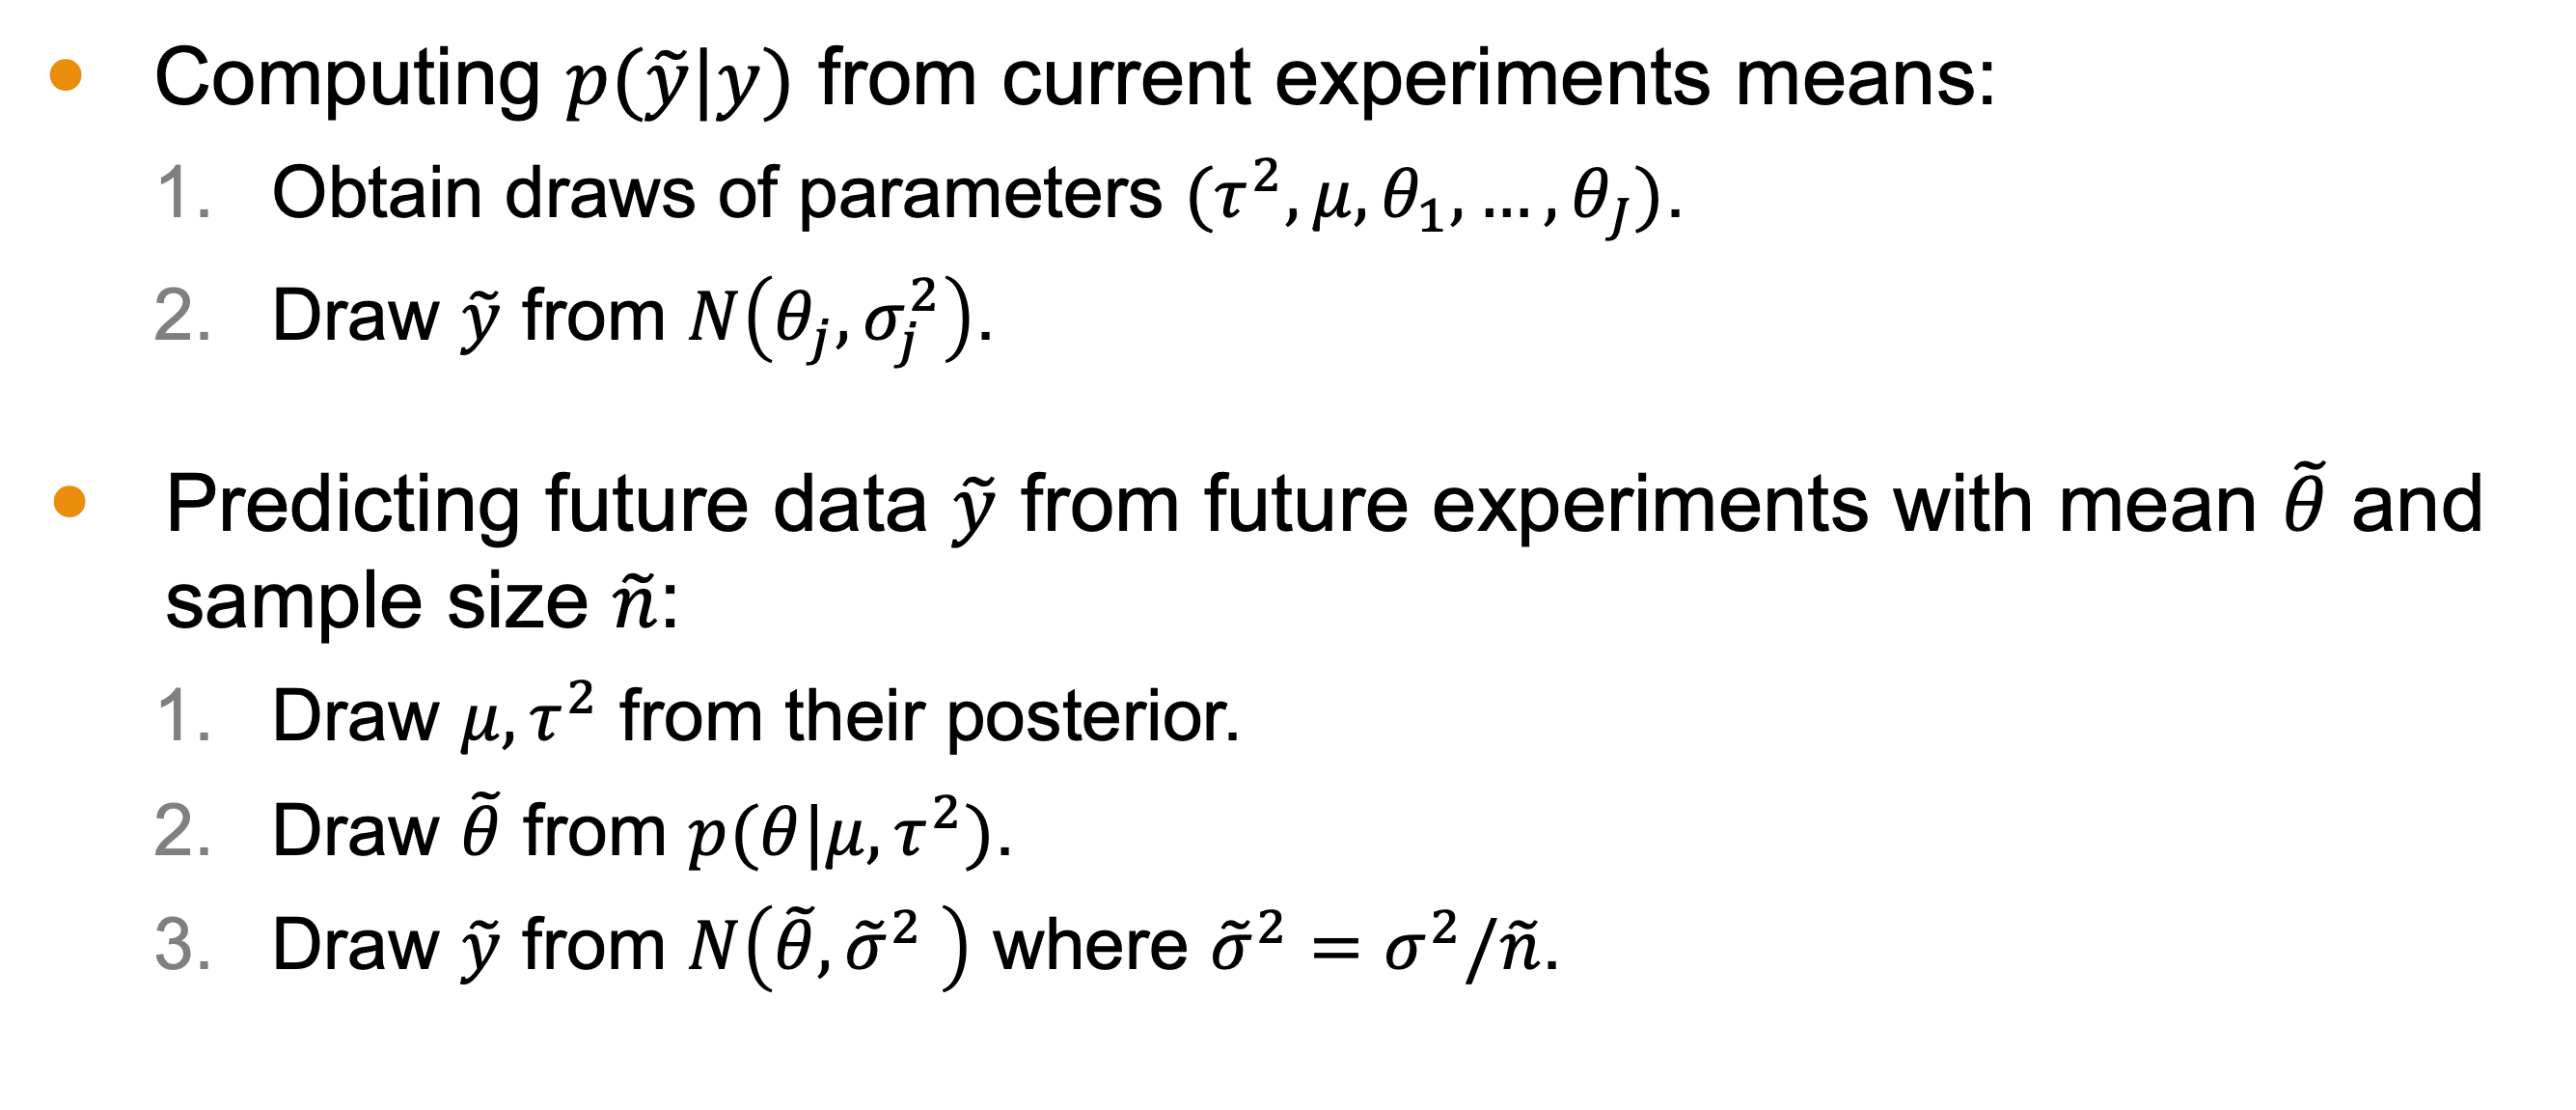 • Computing p(ỹ|y) from current experiments means:
1. Obtain draws of parameters (τ², μ, θ₁, … , θ_J).
2. Draw ỹ from N(θ_j, σ_j²).
• Predicting future data ỹ from future experiments with mean θ̃ and
sample size ñ:
1. Draw μ, τ² from their posterior.
2. Draw θ̃ from p(θ|μ, τ²).
3. Draw ỹ from N(θ̃, σ̃² ) where σ̃² = σ²/ñ.